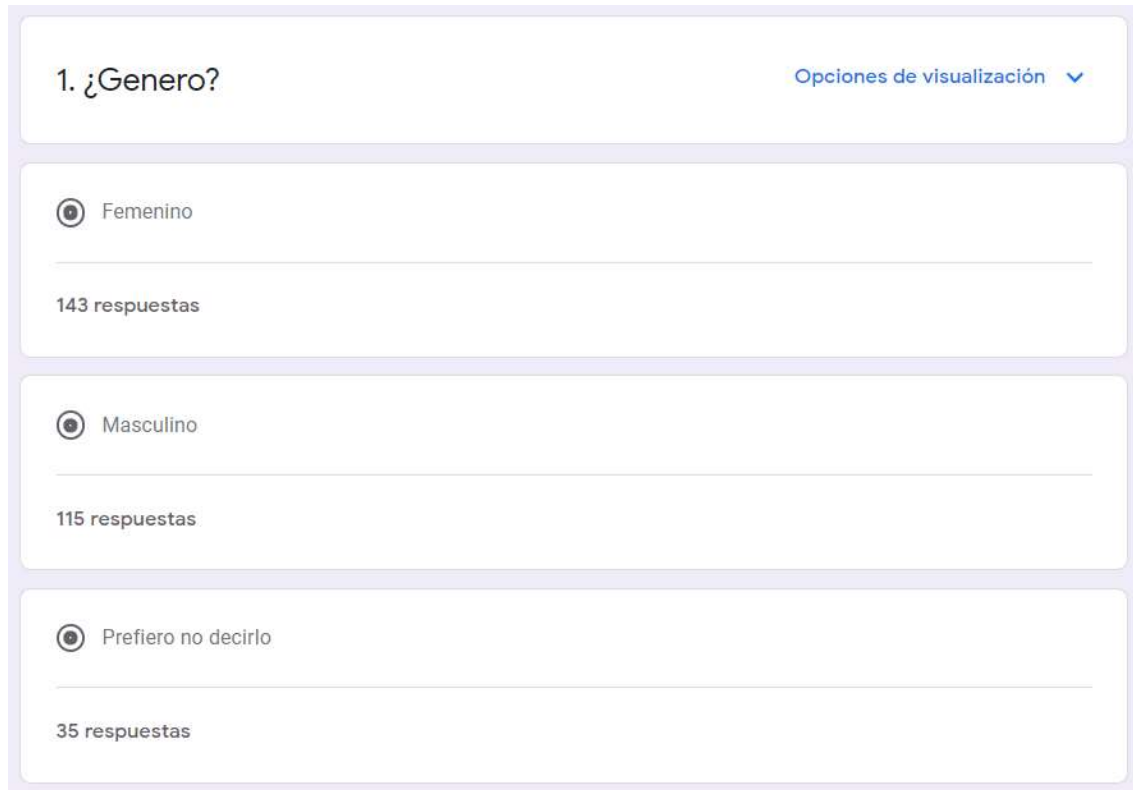 1. ¿Genero?
Opciones de visualización
Femenino
143 respuestas
Masculino
115 respuestas
Prefiero no decirlo
35 respuestas